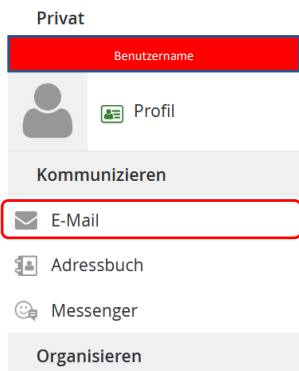 Privat
Benutzername
Profil
Kommunizieren
E-Mail
Adressbuch
Messenger
Organisieren